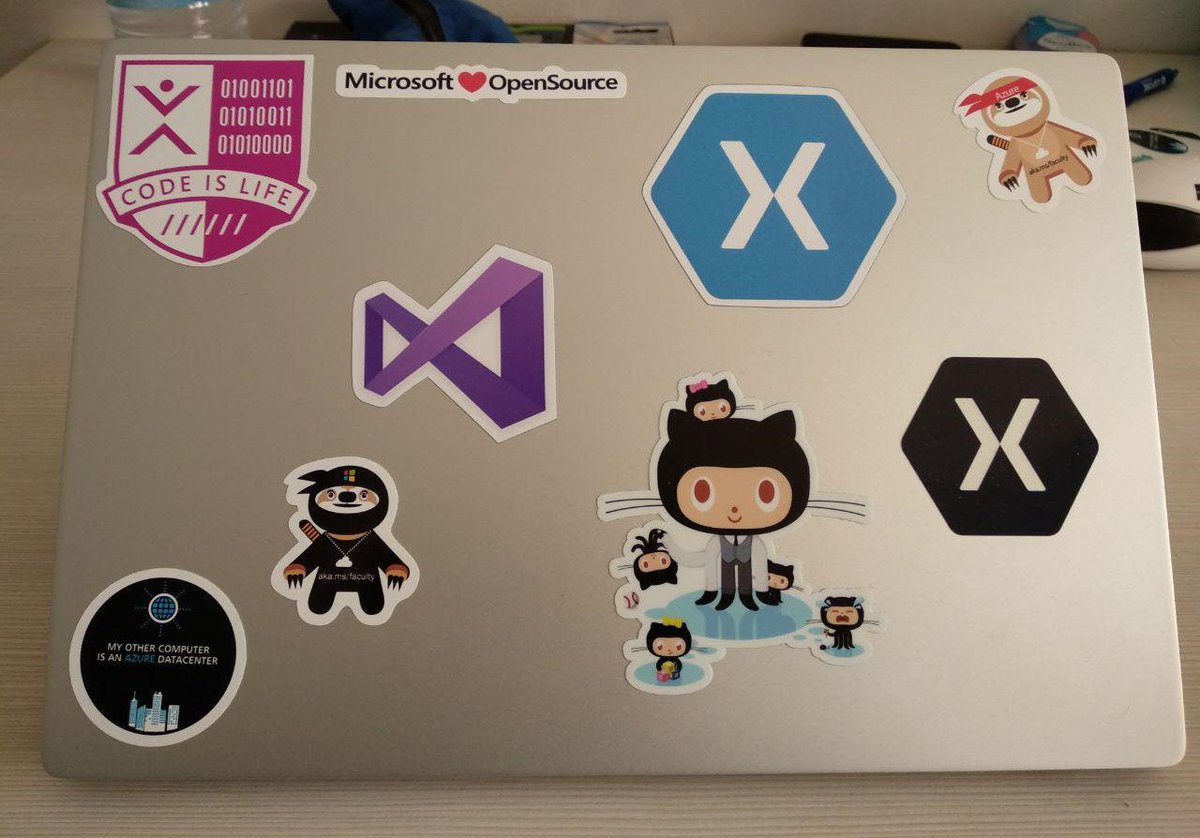 01001101
01010011
01010000
CODE IS LIFE
//////
Microsoft ❤ OpenSource
X
Azure
aka.ms/faculty
X
aka.ms/faculty
MY OTHER COMPUTER
IS AN AZURE DATACENTER